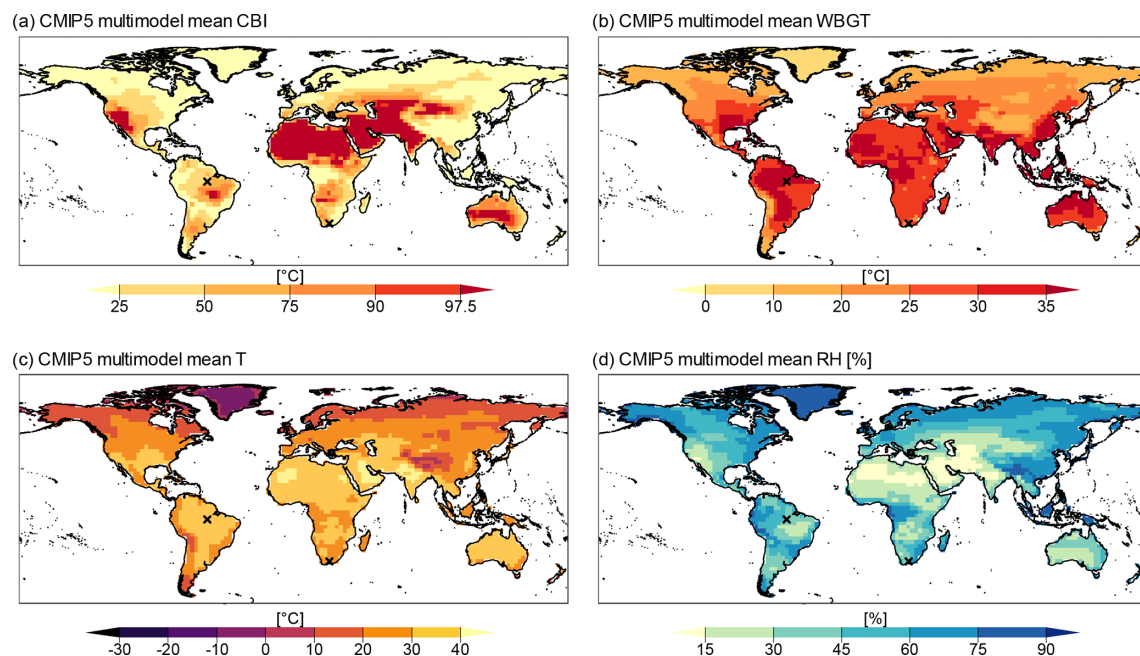 (a) CMIP5 multimodel mean CBI
(b) CMIP5 multimodel mean WBGT
[°C]
25 50 75 90 97.5
[°C]
0 10 20 25 30 35
(c) CMIP5 multimodel mean T
(d) CMIP5 multimodel mean RH [%]
[°C]
-30 -20 -10 0 10 20 30 40
[%]
15 30 45 60 75 90